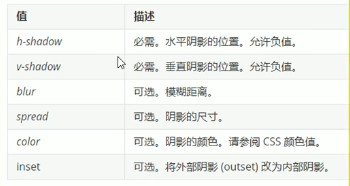 值 描述
h-shadow 必需。水平阴影的位置。允许负值。
v-shadow 必需。垂直阴影的位置。允许负值。
blur 可选。模糊距离。
spread 可选。阴影的尺寸。
color 可选。阴影的颜色。请参阅 CSS 颜色值。
inset 可选。将外部阴影 (outset) 改为内部阴影。